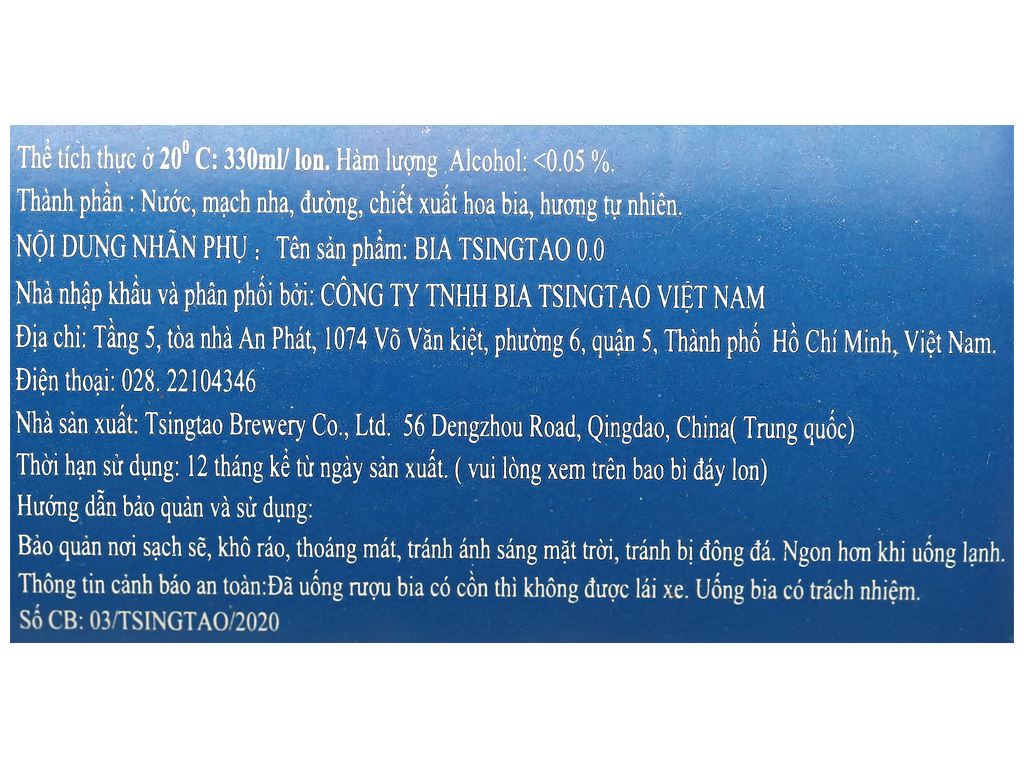 Thể tích thực ở 20⁰ C: 330ml/ lon. Hàm lượng Alcohol: <0.05 %.
Thành phần : Nước, mạch nha, đường, chiết xuất hoa bia, hương tự nhiên.
NỘI DUNG NHÃN PHỤ : Tên sản phẩm: BIA TSINGTAO 0.0
Nhà nhập khẩu và phân phối bởi: CÔNG TY TNHH BIA TSINGTAO VIỆT NAM
Địa chỉ: Tầng 5, tòa nhà An Phát, 1074 Võ Văn kiệt, phường 6, quận 5, Thành phố Hồ Chí Minh, Việt Nam.
Điện thoại: 028. 22104346
Nhà sản xuất: Tsingtao Brewery Co., Ltd. 56 Dengzhou Road, Qingdao, China( Trung quốc)
Thời hạn sử dụng: 12 tháng kể từ ngày sản xuất. ( vui lòng xem trên bao bì đáy lon)
Hướng dẫn bảo quản và sử dụng:
Bảo quản nơi sạch sẽ, khô ráo, thoáng mát, tránh ánh sáng mặt trời, tránh bị đông đá. Ngon hơn khi uống lạnh.
Thông tin cảnh báo an toàn:Đã uống rượu bia có cồn thì không được lái xe. Uống bia có trách nhiệm.
Số CB: 03/TSINGTAO/2020